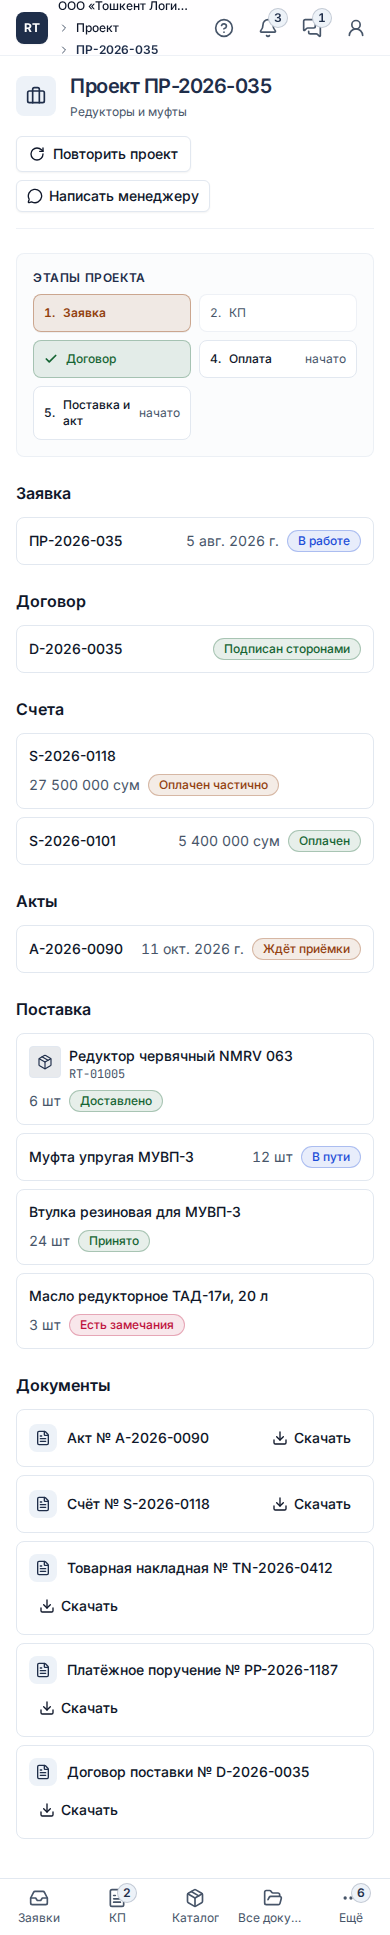 ООО «Тошкент Логи...
RT
Проект
ПР-2026-035
3
1
Проект ПР-2026-035
Редукторы и муфты
Повторить проект
Написать менеджеру
ЭТАПЫ ПРОЕКТА
1. Заявка
2. КП
Договор
4. Оплата начато
5. Поставка и акт начато
Заявка
ПР-2026-035 5 авг. 2026 г. В работе
Договор
D-2026-0035 Подписан сторонами
Счета
S-2026-0118
27 500 000 сум Оплачен частично
S-2026-0101 5 400 000 сум Оплачен
Акты
A-2026-0090 11 окт. 2026 г. Ждёт приёмки
Поставка
Редуктор червячный NMRV 063
RT-01005
6 шт Доставлено
Муфта упругая МУВП-3 12 шт В пути
Втулка резиновая для МУВП-3
24 шт Принято
Масло редукторное ТАД-17и, 20 л
3 шт Есть замечания
Документы
Акт № A-2026-0090 Скачать
Счёт № S-2026-0118 Скачать
Товарная накладная № TN-2026-0412
Скачать
Платёжное поручение № PP-2026-1187
Скачать
Договор поставки № D-2026-0035
Скачать
2
6
Заявки КП Каталог Все доку... Ещё